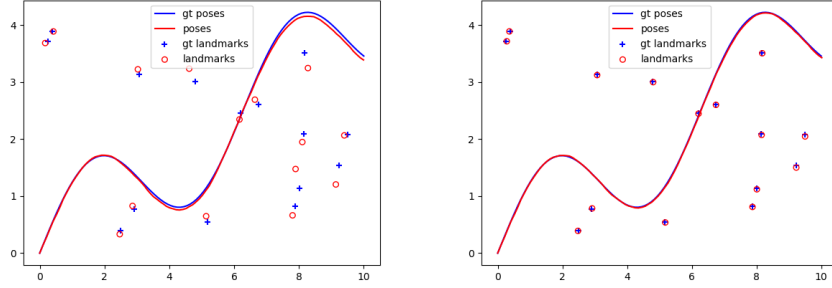 gt poses
poses
gt landmarks
landmarks
4
3
2
1
0
0 2 4 6 8 10
gt poses
poses
gt landmarks
landmarks
4
3
2
1
0
0 2 4 6 8 10